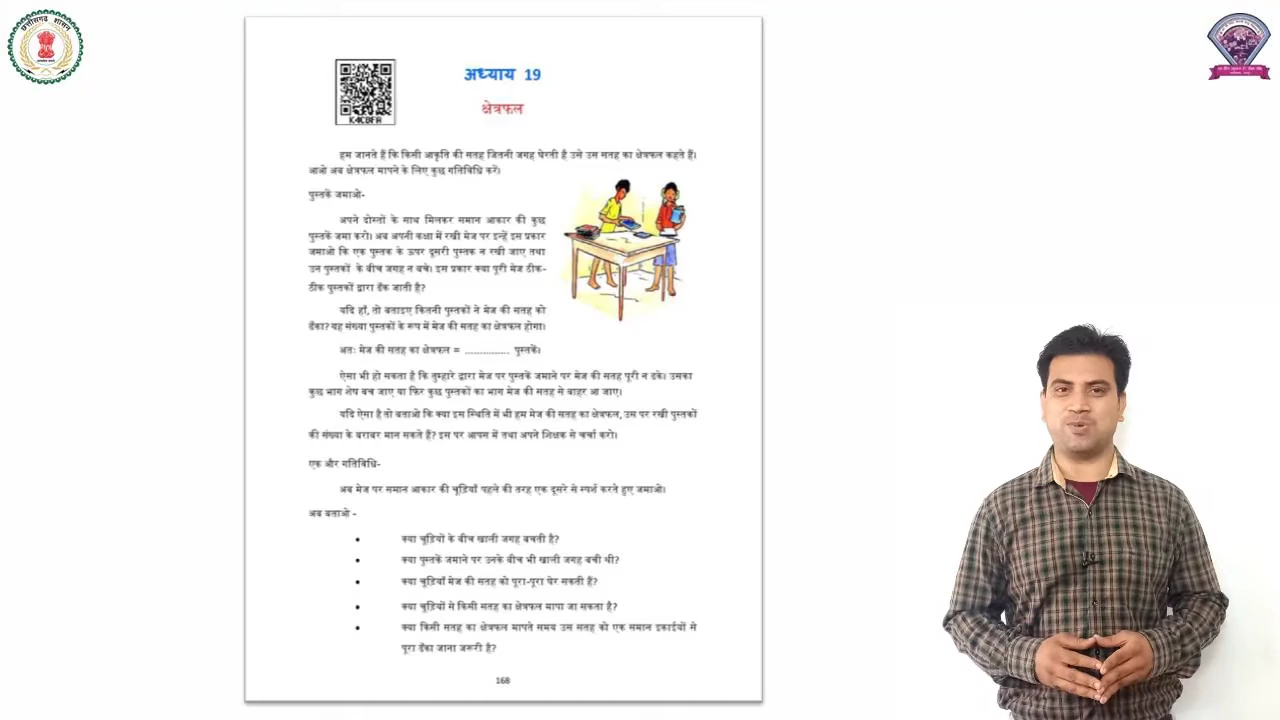 छत्तीसगढ़ शासन
अध्याय 19
K4C8FA
क्षेत्रफल
हम जानते हैं कि किसी आकृति की सतह जितनी जगह घेरती है उसे उस सतह का क्षेत्रफल कहते हैं।
आओ अब क्षेत्रफल मापने के लिए कुछ गतिविधि करें।
पुस्तकें जमाओ-
अपने दोस्तों के साथ मिलकर समान आकार की कुछ
पुस्तकें जमा करो। अब अपनी कक्षा में रखी मेज पर इन्हें इस प्रकार
जमाओ कि एक पुस्तक के ऊपर दूसरी पुस्तक न रखी जाए तथा
उन पुस्तकों के बीच जगह न बचे। इस प्रकार क्या पूरी मेज ठीक-
ठीक पुस्तकों द्वारा ढँक जाती है?
यदि हाँ, तो बताइए कितनी पुस्तकों ने मेज की सतह को
ढँका? यह संख्या पुस्तकों के रूप में मेज की सतह का क्षेत्रफल होगा।
अतः मेज की सतह का क्षेत्रफल = ............... पुस्तकें।
ऐसा भी हो सकता है कि तुम्हारे द्वारा मेज पर पुस्तकें जमाने पर मेज की सतह पूरी न ढके। उसका
कुछ भाग शेष बच जाए या फिर कुछ पुस्तकों का भाग मेज की सतह से बाहर आ जाए।
यदि ऐसा है तो बताओ कि क्या इस स्थिति में भी हम मेज की सतह का क्षेत्रफल, उस पर रखी पुस्तकों
की संख्या के बराबर मान सकते हैं? इस पर आपस में तथा अपने शिक्षक से चर्चा करो।
एक और गतिविधि-
अब मेज पर समान आकार की चूड़ियाँ पहले की तरह एक दूसरे से स्पर्श करते हुए जमाओ।
अब बताओ -
• क्या चूड़ियों के बीच खाली जगह बचती है?
• क्या पुस्तकें जमाने पर उनके बीच भी खाली जगह बची थी?
• क्या चूड़ियाँ मेज की सतह को पूरा-पूरा घेर सकती हैं?
• क्या चूड़ियों से किसी सतह का क्षेत्रफल मापा जा सकता है?
• क्या किसी सतह का क्षेत्रफल मापते समय उस सतह को एक समान इकाईयों से
पूरा ढँका जाना जरूरी है?
168